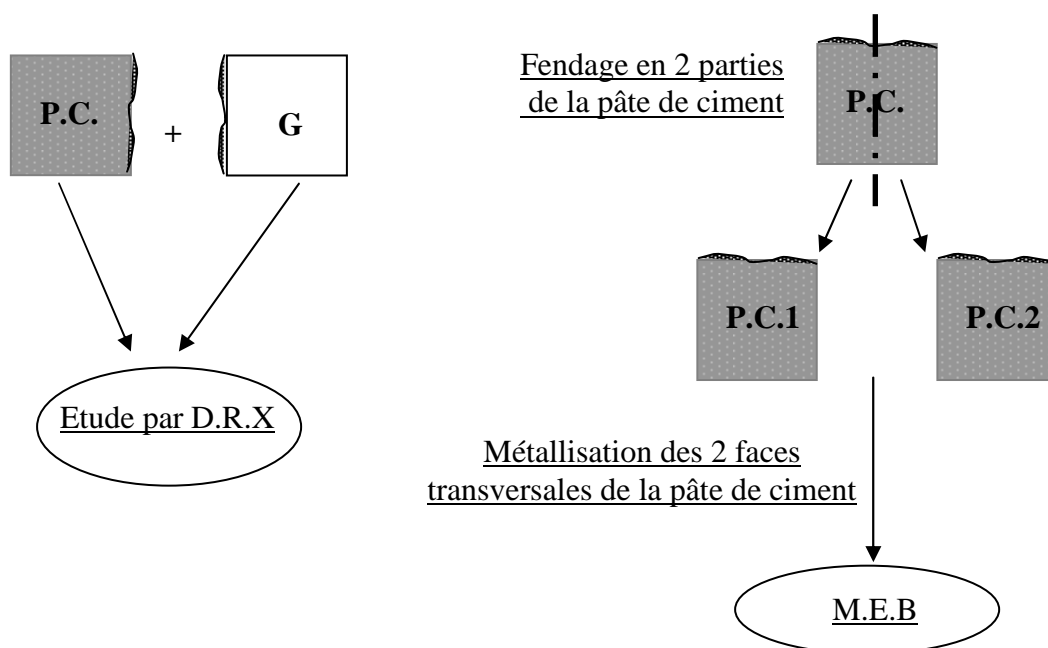 P.C.
+
G
Etude par D.R.X
Fendage en 2 parties
de la pâte de ciment
P.C.
P.C.1
P.C.2
Métallisation des 2 faces
transversales de la pâte de ciment
M.E.B